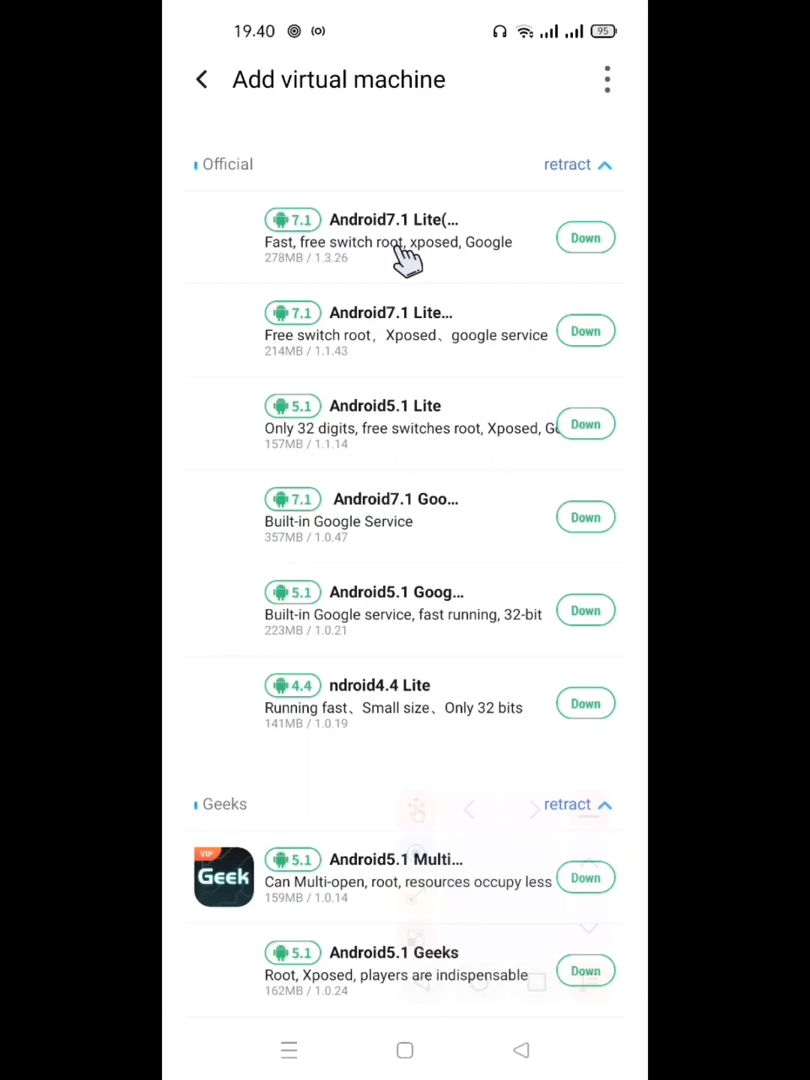 19.40
95
Add virtual machine
Official
retract
7.1 Android7.1 Lite(...
Fast, free switch root, xposed, Google
278MB / 1.3.26
Down
7.1 Android7.1 Lite...
Free switch root，Xposed、google service
214MB / 1.1.43
Down
5.1 Android5.1 Lite
Only 32 digits, free switches root, Xposed, Go
157MB / 1.1.14
Down
7.1 Android7.1 Goo...
Built-in Google Service
357MB / 1.0.47
Down
5.1 Android5.1 Goog...
Built-in Google service, fast running, 32-bit
223MB / 1.0.21
Down
4.4 ndroid4.4 Lite
Running fast、Small size、Only 32 bits
141MB / 1.0.19
Down
Geeks
retract
VIP
Geek
5.1 Android5.1 Multi...
Can Multi-open, root, resources occupy less
159MB / 1.0.14
Down
5.1 Android5.1 Geeks
Root, Xposed, players are indispensable
162MB / 1.0.24
Down